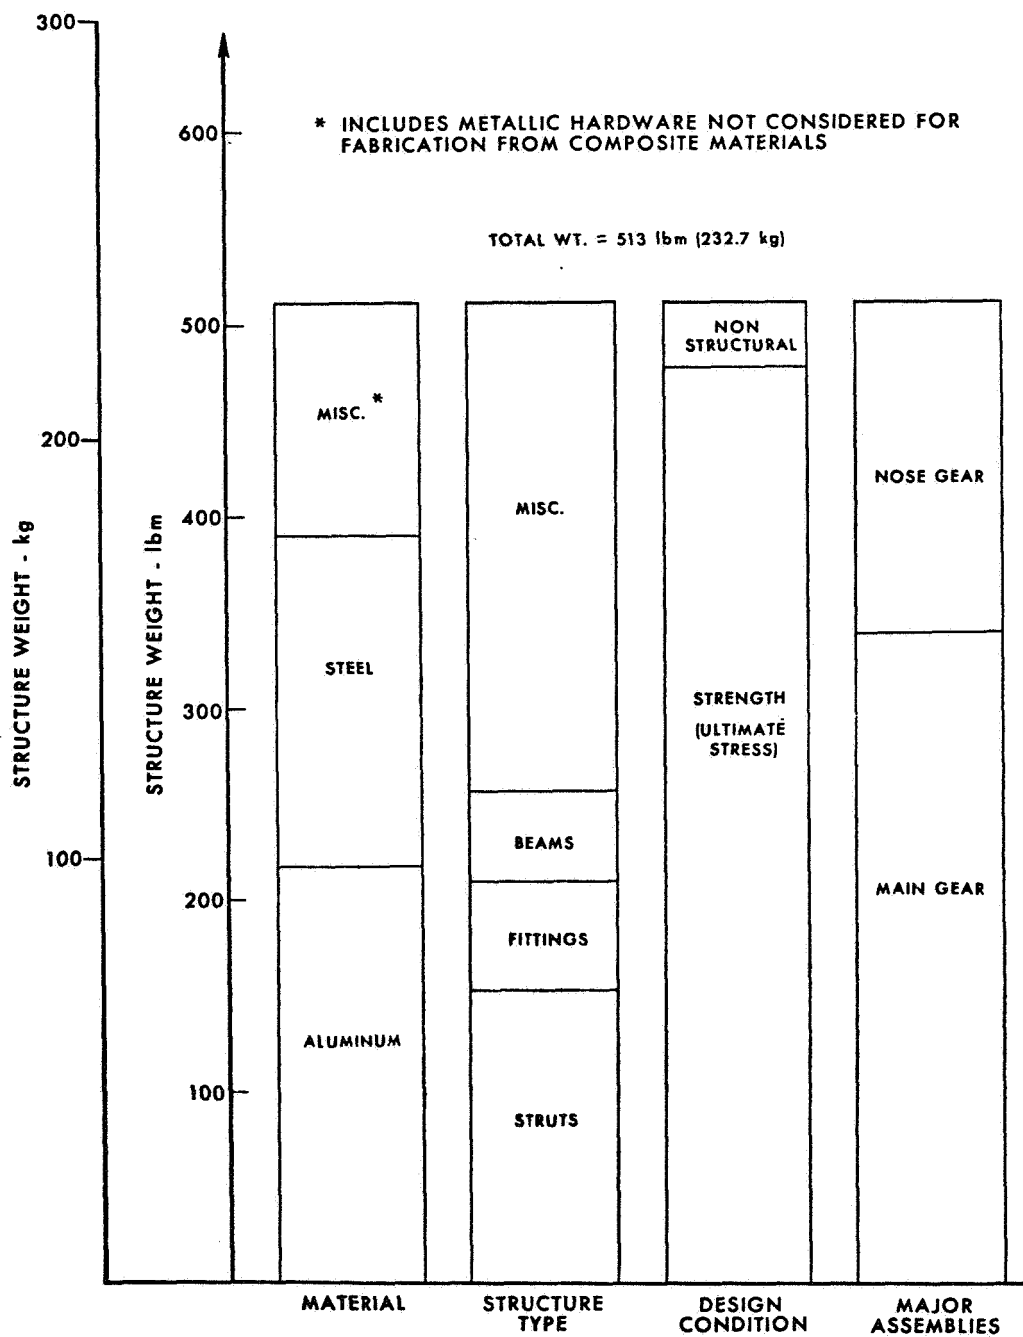 300
600
* INCLUDES METALLIC HARDWARE NOT CONSIDERED FOR
FABRICATION FROM COMPOSITE MATERIALS
TOTAL WT. = 513 lbm (232.7 kg)
500
NON
STRUCTURAL
MISC. *
200
NOSE GEAR
400
MISC.
STRUCTURE WEIGHT - kg
STRUCTURE WEIGHT - lbm
STEEL
300
STRENGTH
(ULTIMATE
STRESS)
BEAMS
100
MAIN GEAR
200
FITTINGS
ALUMINUM
100
STRUTS
MATERIAL
STRUCTURE
TYPE
DESIGN
CONDITION
MAJOR
ASSEMBLIES